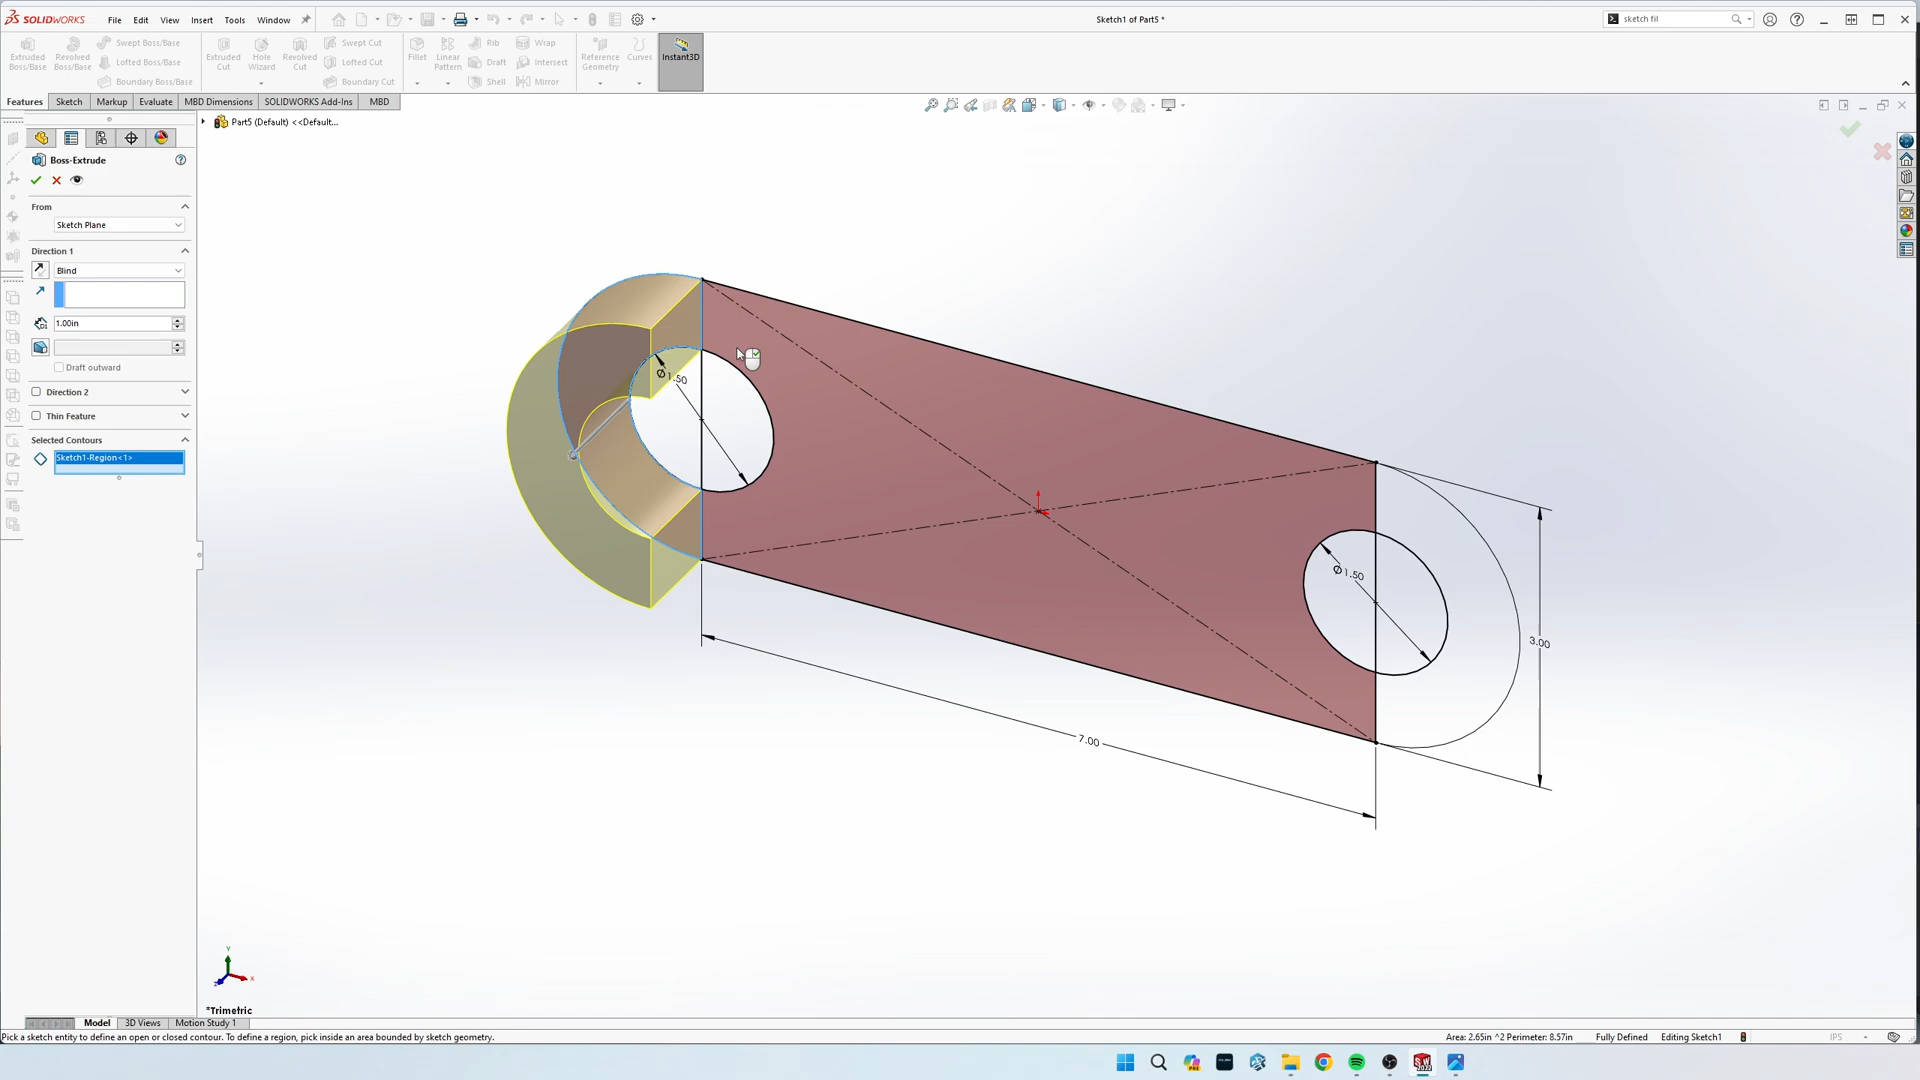 SOLIDWORKS File Edit View Insert Tools Window Sketch1 of Part5 * sketch fil
Extruded Boss/Base
Revolved Boss/Base
Swept Boss/Base
Lofted Boss/Base
Boundary Boss/Base
Extruded Cut
Hole Wizard
Revolved Cut
Swept Cut
Lofted Cut
Boundary Cut
Fillet
Linear Pattern
Rib
Draft
Shell
Wrap
Intersect
Mirror
Reference Geometry
Curves
Instant3D
Features Sketch Markup Evaluate MBD Dimensions SOLIDWORKS Add-Ins MBD
Part5 (Default) <<Default...
Boss-Extrude
From
Sketch Plane
Direction 1
Blind
1.00in
Draft outward
Direction 2
Thin Feature
Selected Contours
Sketch1-Region<1>
Ø1.50
Ø1.50
3.00
7.00
Y
X
Z
*Trimetric
Model 3D Views Motion Study 1
Pick a sketch entity to define an open or closed contour. To define a region, pick inside an area bounded by sketch geometry. Area: 2.65in ^2 Perimeter: 8.57in Fully Defined Editing Sketch1 IPS